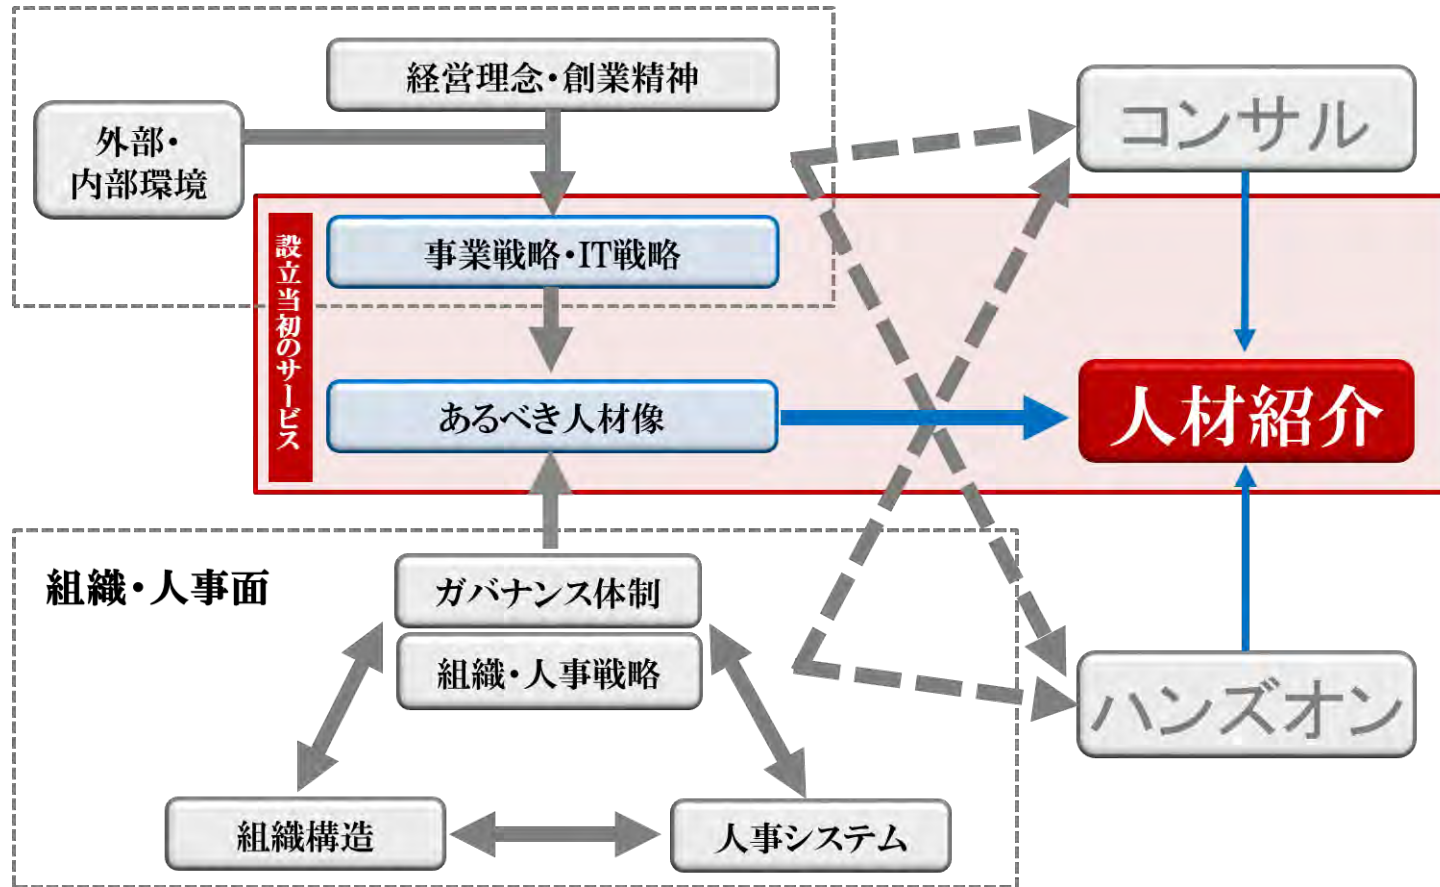 経営理念・創業精神
外部・
内部環境
コンサル
設立当初のサービス
事業戦略・IT戦略
あるべき人材像
人材紹介
組織・人事面
ガバナンス体制
組織・人事戦略
ハンズオン
組織構造
人事システム